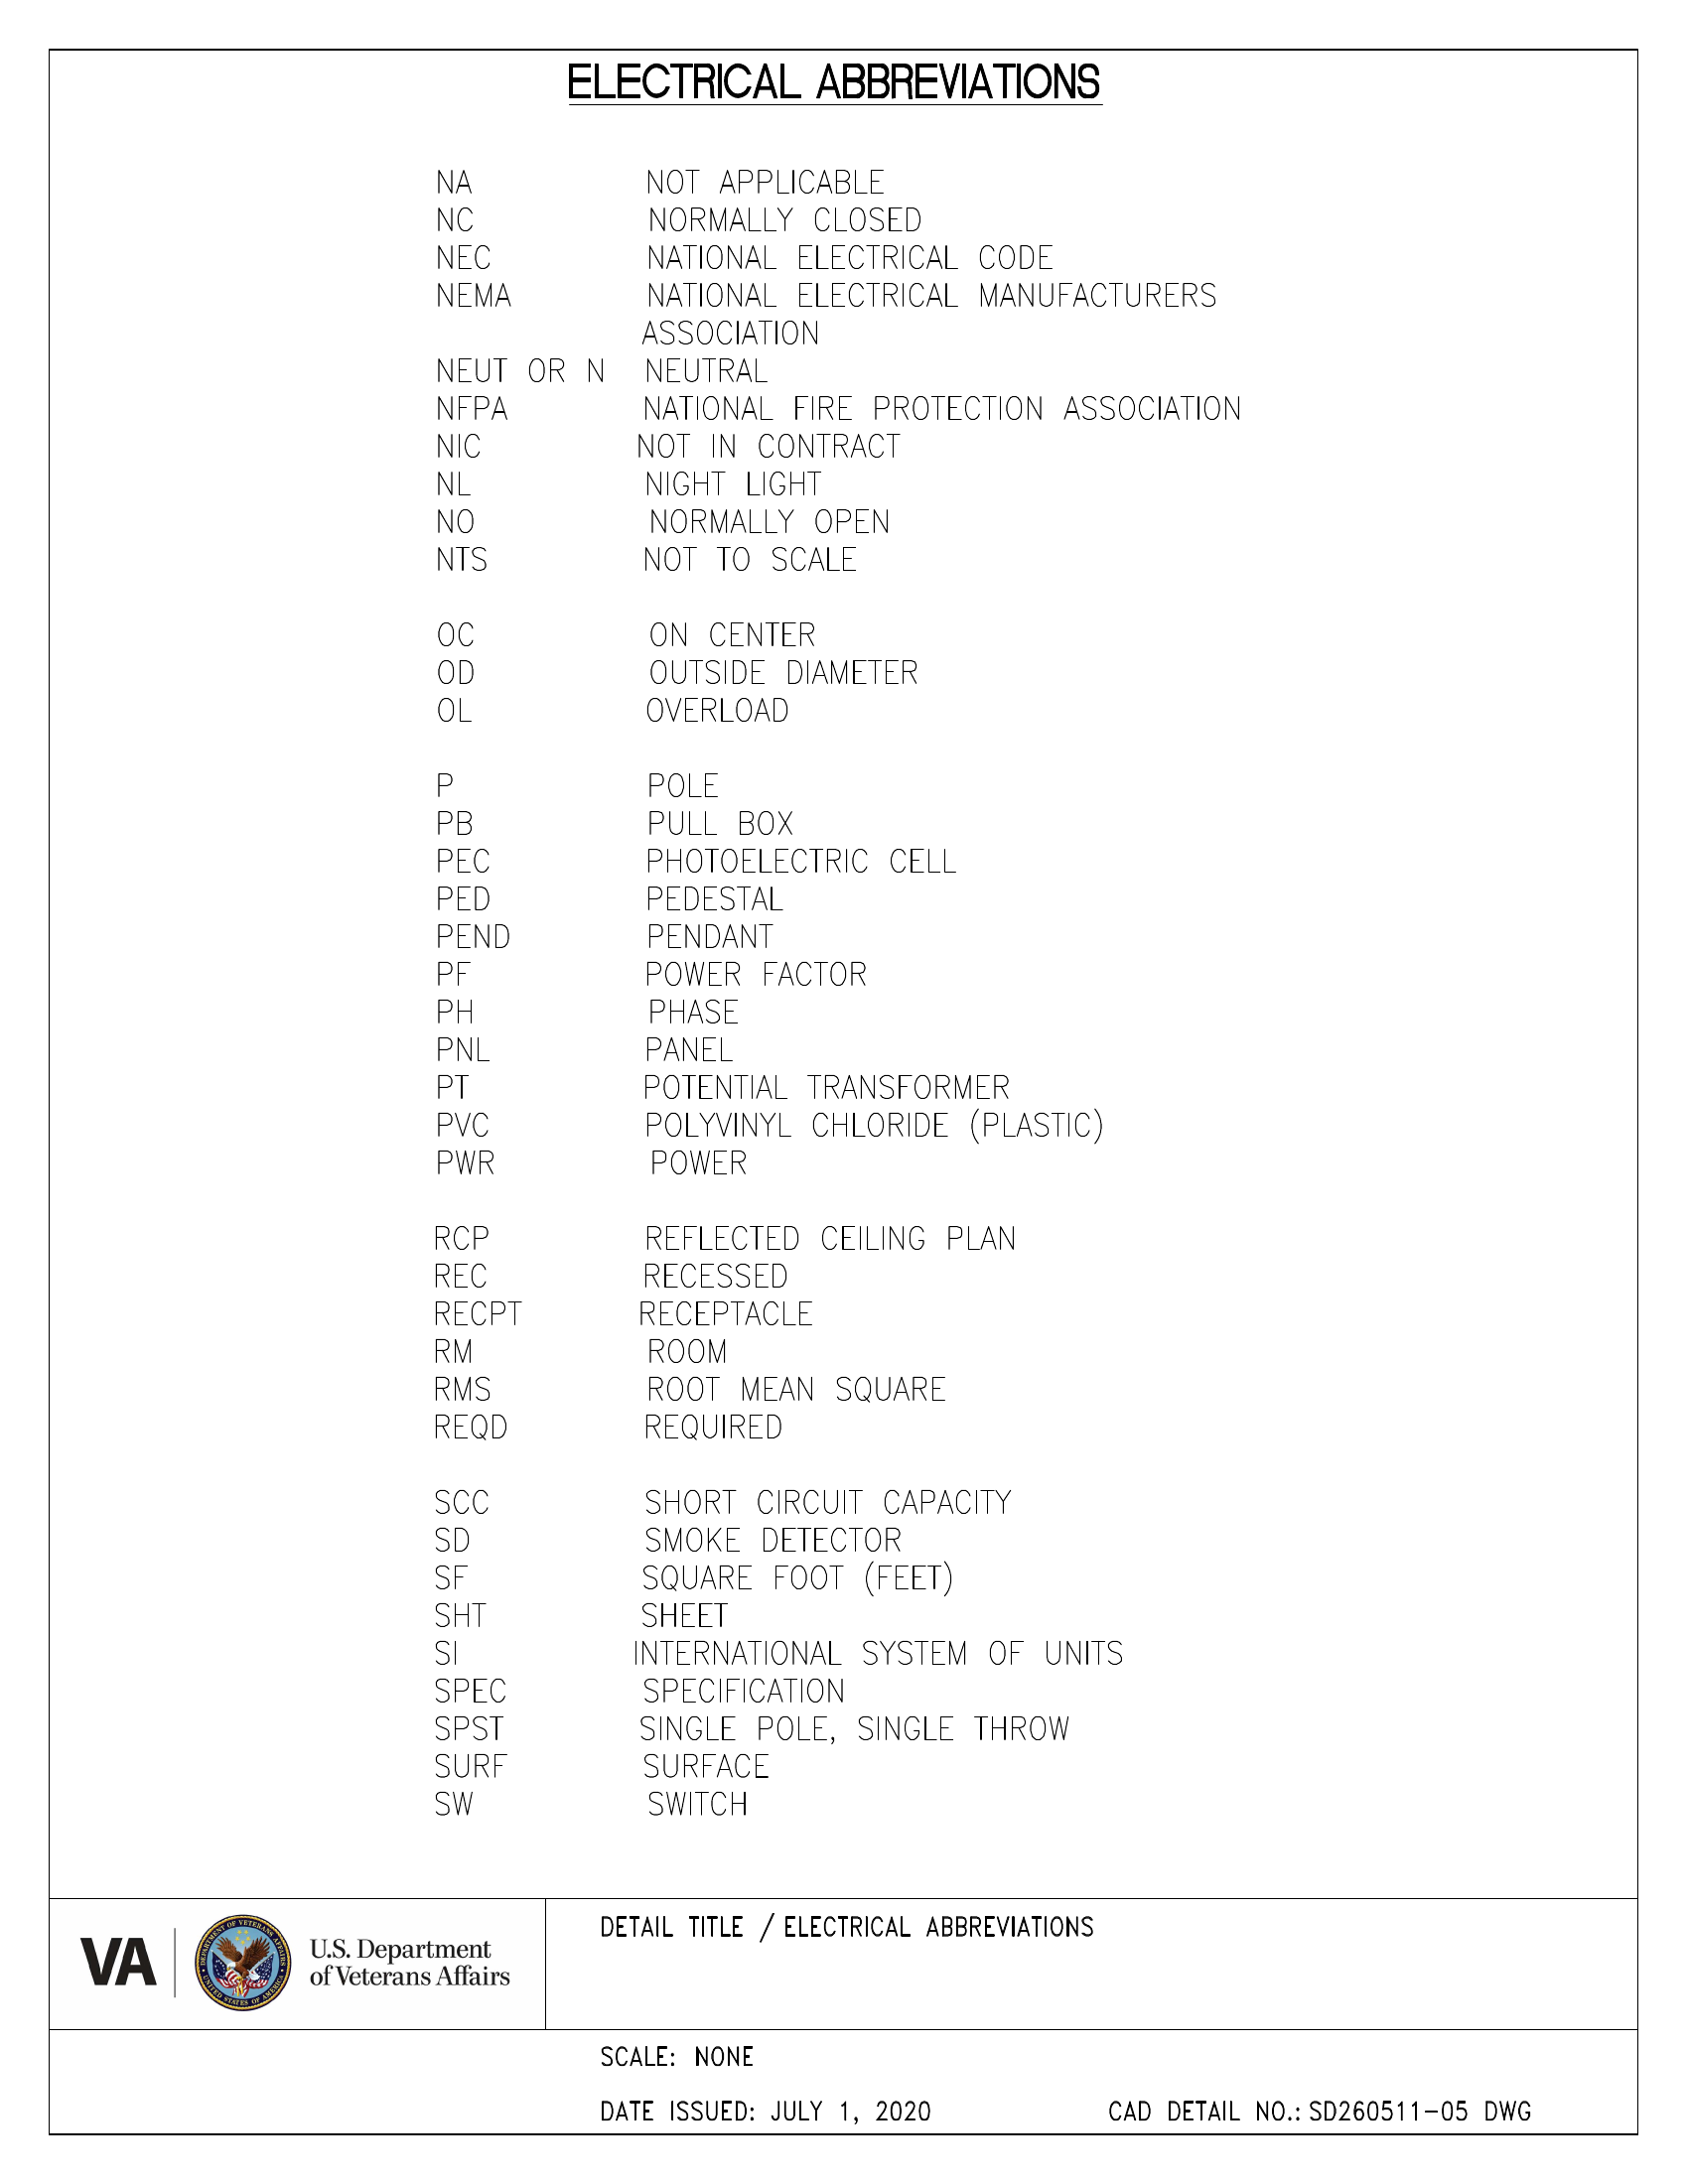 ELECTRICAL ABBREVIATIONS
NA NOT APPLICABLE
NC NORMALLY CLOSED
NEC NATIONAL ELECTRICAL CODE
NEMA NATIONAL ELECTRICAL MANUFACTURERS
ASSOCIATION
NEUT OR N NEUTRAL
NFPA NATIONAL FIRE PROTECTION ASSOCIATION
NIC NOT IN CONTRACT
NL NIGHT LIGHT
NO NORMALLY OPEN
NTS NOT TO SCALE
OC ON CENTER
OD OUTSIDE DIAMETER
OL OVERLOAD
P POLE
PB PULL BOX
PEC PHOTOELECTRIC CELL
PED PEDESTAL
PEND PENDANT
PF POWER FACTOR
PH PHASE
PNL PANEL
PT POTENTIAL TRANSFORMER
PVC POLYVINYL CHLORIDE (PLASTIC)
PWR POWER
RCP REFLECTED CEILING PLAN
REC RECESSED
RECPT RECEPTACLE
RM ROOM
RMS ROOT MEAN SQUARE
REQD REQUIRED
SCC SHORT CIRCUIT CAPACITY
SD SMOKE DETECTOR
SF SQUARE FOOT (FEET)
SHT SHEET
SI INTERNATIONAL SYSTEM OF UNITS
SPEC SPECIFICATION
SPST SINGLE POLE, SINGLE THROW
SURF SURFACE
SW SWITCH
VA
DEPARTMENT OF VETERANS AFFAIRS
UNITED STATES OF AMERICA
U.S. Department
of Veterans Affairs
DETAIL TITLE / ELECTRICAL ABBREVIATIONS
SCALE: NONE
DATE ISSUED: JULY 1, 2020 CAD DETAIL NO.: SD260511-05 DWG